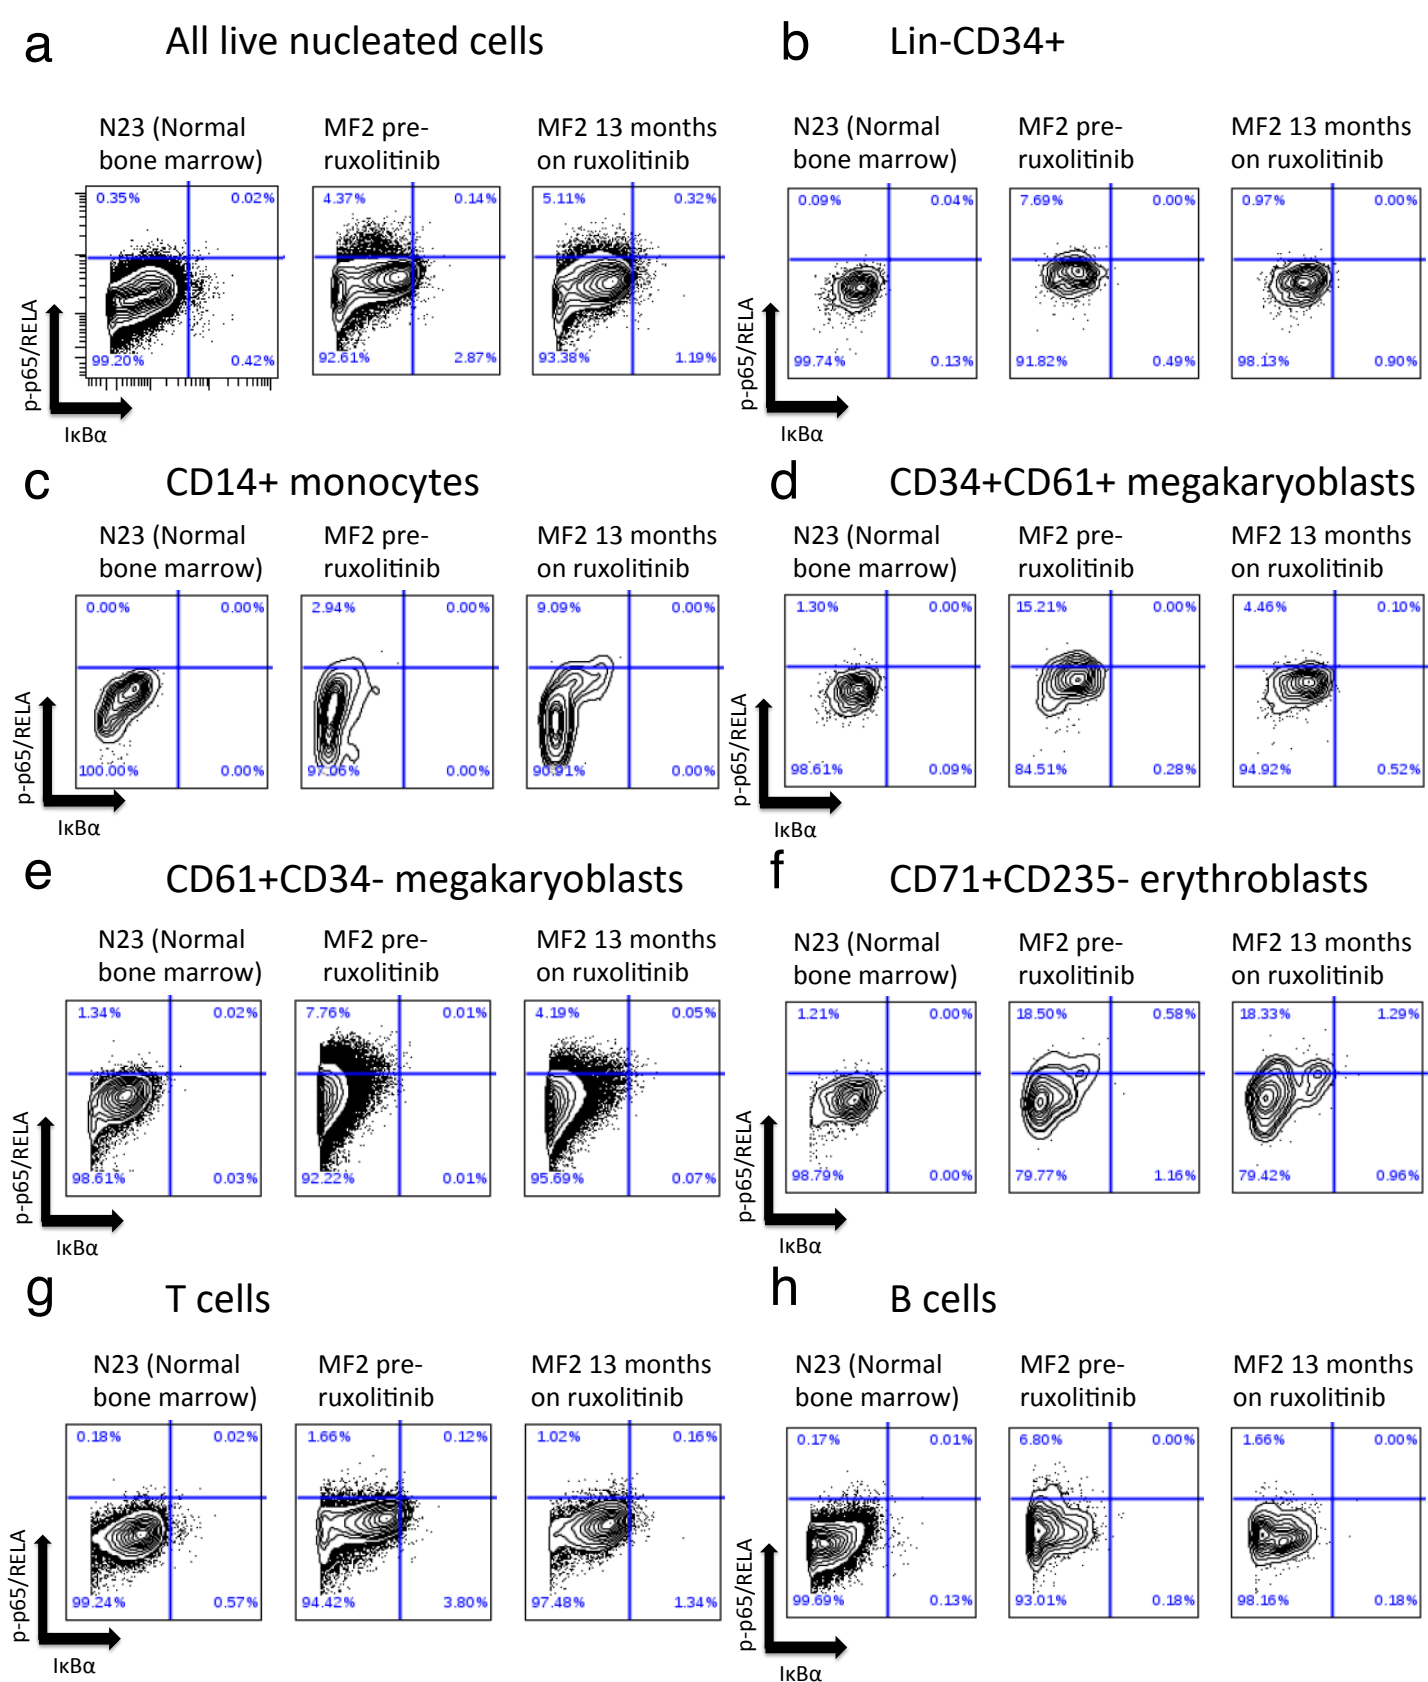 a All live nucleated cells
N23 (Normal bone marrow)
MF2 pre-ruxolitinib
MF2 13 months on ruxolitinib
0.35% 0.02%
99.20% 0.42%
4.37% 0.14%
92.61% 2.87%
5.11% 0.32%
93.38% 1.19%
p-p65/RELA
IκBα
b Lin-CD34+
N23 (Normal bone marrow)
MF2 pre-ruxolitinib
MF2 13 months on ruxolitinib
0.09% 0.04%
99.74% 0.13%
7.69% 0.00%
91.82% 0.49%
0.97% 0.00%
98.13% 0.90%
p-p65/RELA
IκBα
c CD14+ monocytes
N23 (Normal bone marrow)
MF2 pre-ruxolitinib
MF2 13 months on ruxolitinib
0.00% 0.00%
100.00% 0.00%
2.94% 0.00%
97.06% 0.00%
9.09% 0.00%
90.91% 0.00%
p-p65/RELA
IκBα
d CD34+CD61+ megakaryoblasts
N23 (Normal bone marrow)
MF2 pre-ruxolitinib
MF2 13 months on ruxolitinib
1.30% 0.00%
98.61% 0.09%
15.21% 0.00%
84.51% 0.28%
4.46% 0.10%
94.92% 0.52%
p-p65/RELA
IκBα
e CD61+CD34- megakaryoblasts
N23 (Normal bone marrow)
MF2 pre-ruxolitinib
MF2 13 months on ruxolitinib
1.34% 0.02%
98.61% 0.03%
7.76% 0.01%
92.22% 0.01%
4.19% 0.05%
95.69% 0.07%
p-p65/RELA
IκBα
f CD71+CD235- erythroblasts
N23 (Normal bone marrow)
MF2 pre-ruxolitinib
MF2 13 months on ruxolitinib
1.21% 0.00%
98.79% 0.00%
18.50% 0.58%
79.77% 1.16%
18.33% 1.29%
79.42% 0.96%
p-p65/RELA
IκBα
g T cells
N23 (Normal bone marrow)
MF2 pre-ruxolitinib
MF2 13 months on ruxolitinib
0.18% 0.02%
99.24% 0.57%
1.66% 0.12%
94.42% 3.80%
1.02% 0.16%
97.48% 1.34%
p-p65/RELA
IκBα
h B cells
N23 (Normal bone marrow)
MF2 pre-ruxolitinib
MF2 13 months on ruxolitinib
0.17% 0.01%
99.69% 0.13%
6.80% 0.00%
93.01% 0.18%
1.66% 0.00%
98.16% 0.18%
p-p65/RELA
IκBα